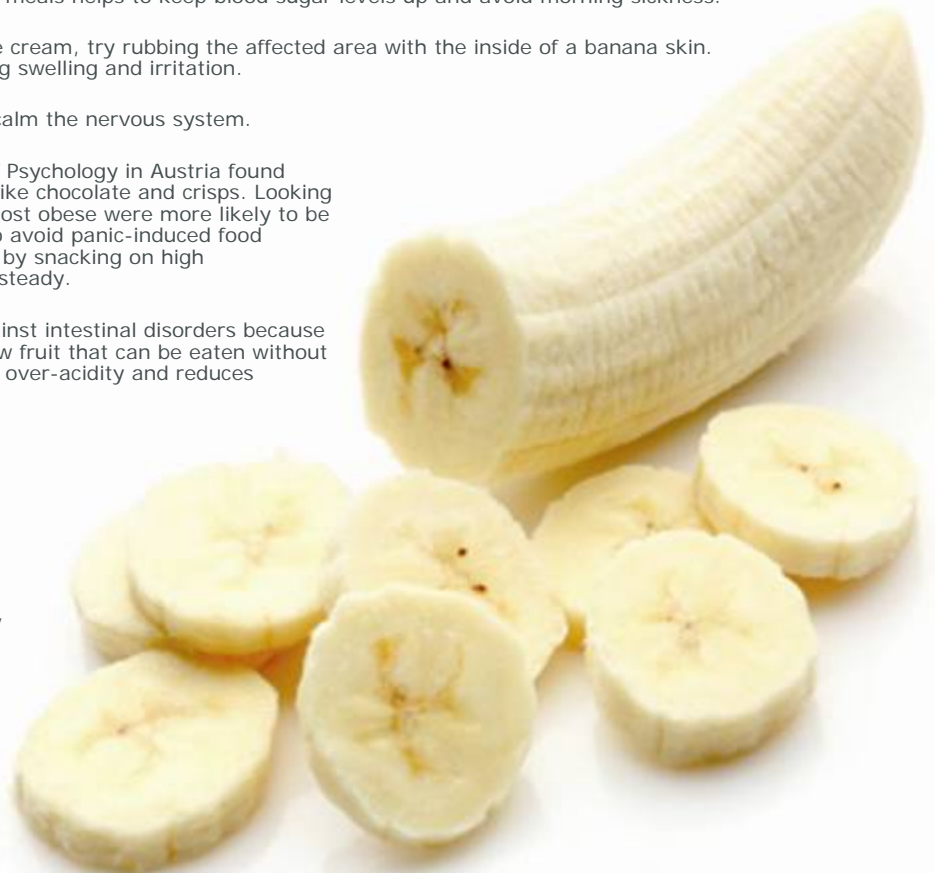 meals helps to keep blood sugar levels up and avoid morning sickness.
cream, try rubbing the affected area with the inside of a banana skin.
swelling and irritation.
calm the nervous system.
Psychology in Austria found
like chocolate and crisps. Looking
ost obese were more likely to be
avoid panic-induced food
by snacking on high
steady.
inst intestinal disorders because
w fruit that can be eaten without
over-acidity and reduces